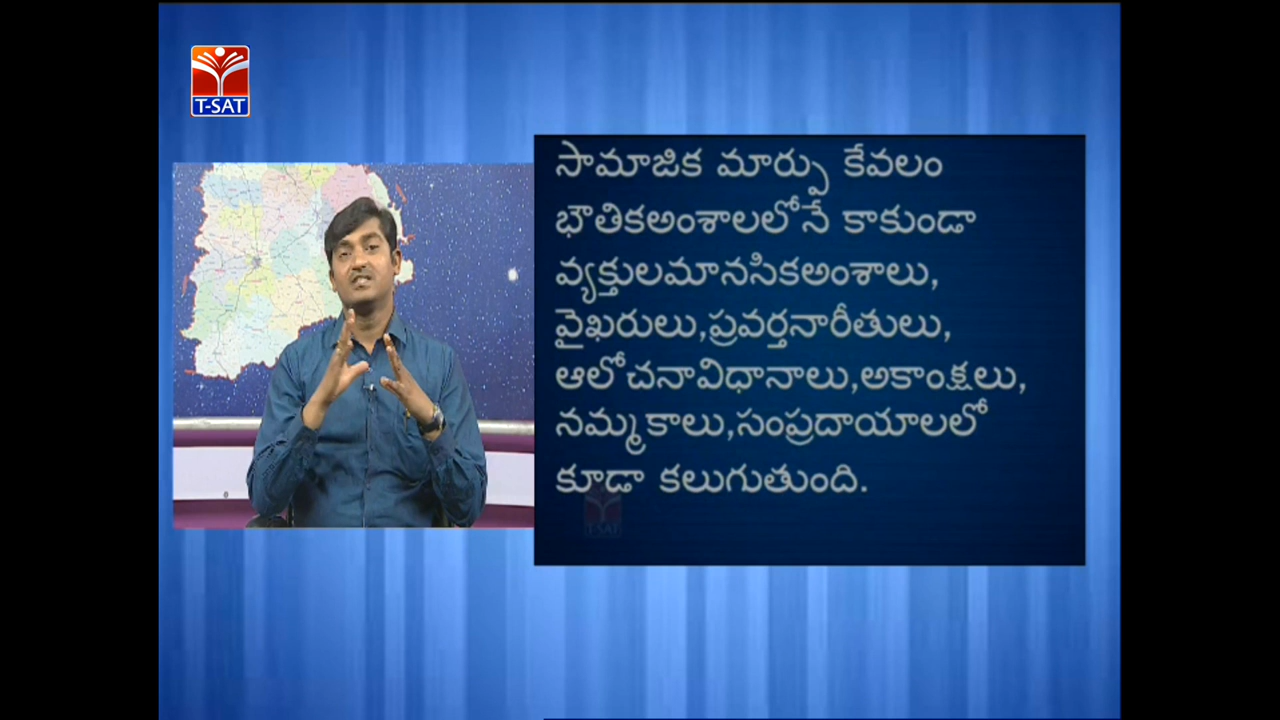 T-SAT
సామాజిక మార్పు కేవలం
భౌతికఅంశాలలోనే కాకుండా
వ్యక్తులమానసికఅంశాలు,
వైఖరులు,ప్రవర్తనారీతులు,
ఆలోచనావిధానాలు,అకాంక్షలు,
నమ్మకాలు,సంప్రదాయాలలో
కూడా కలుగుతుంది.
T-SAT